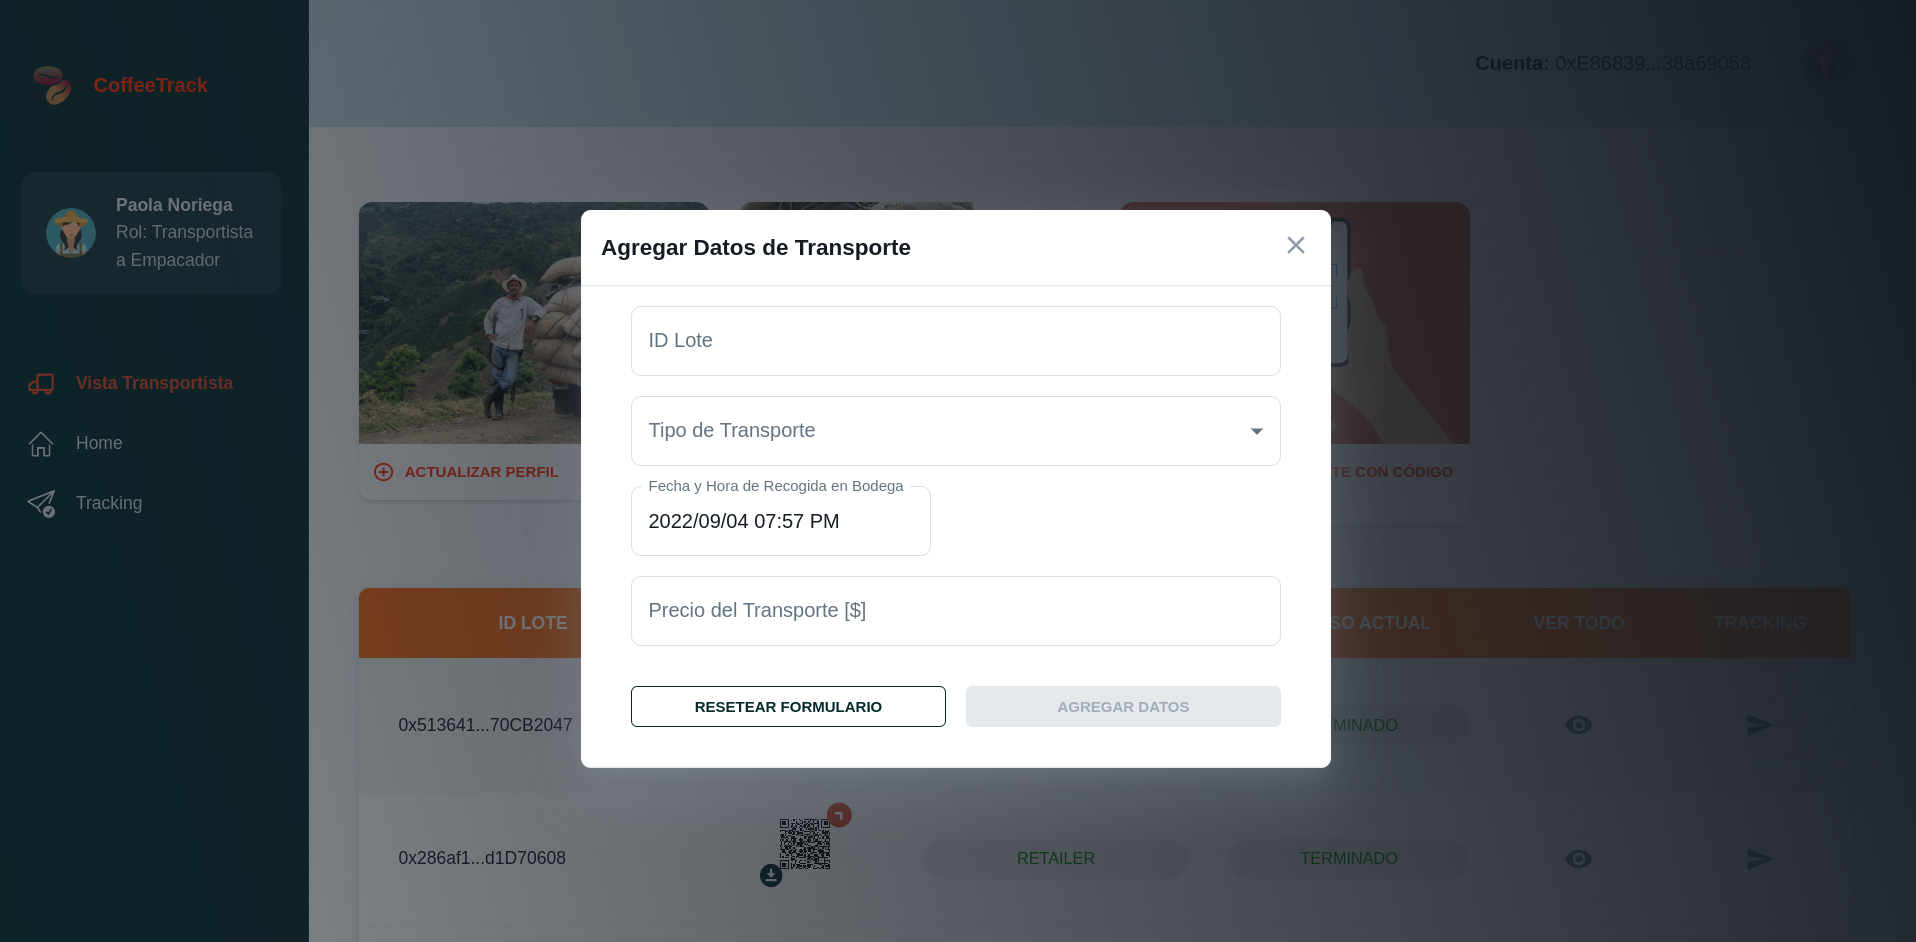 CoffeeTrack
Cuenta: 0xE86839...38a69058
Paola Noriega
Rol: Transportista
a Empacador
Vista Transportista
Home
Tracking
ACTUALIZAR PERFIL
CON CÓDIGO
Agregar Datos de Transporte
ID Lote
Tipo de Transporte
Fecha y Hora de Recogida en Bodega
2022/09/04 07:57 PM
Precio del Transporte [$]
RESETEAR FORMULARIO
AGREGAR DATOS
ID LOTE
ACTUAL
VER TODO
TRACKING
0x513641...70CB2047
0x286af1...d1D70608
RETAILER
TERMINADO